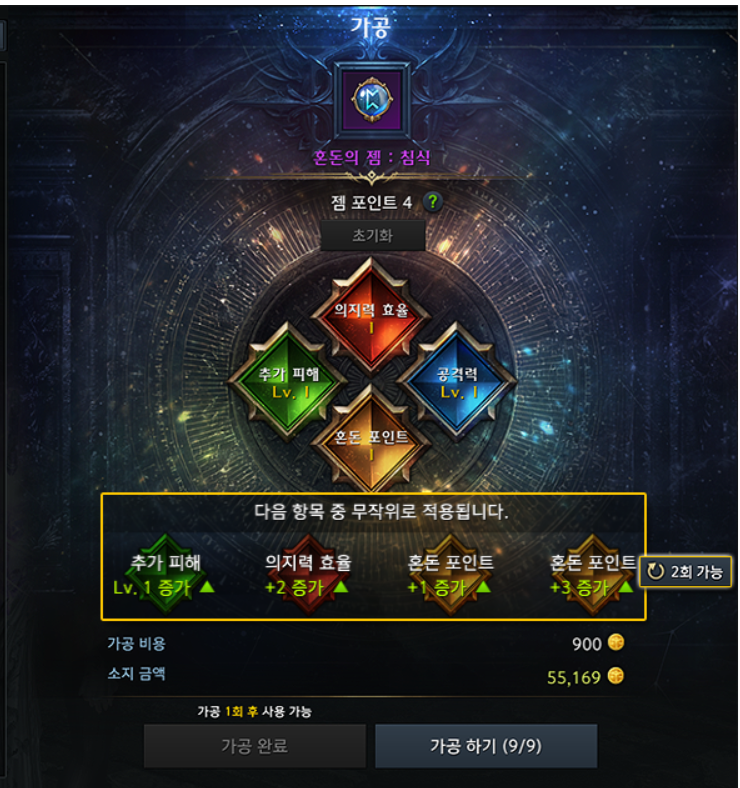 가공
혼돈의 젬 : 침식
젬 포인트 4 ?
초기화
의지력 효율
1
추가 피해
Lv. 1
공격력
Lv. 1
혼돈 포인트
1
다음 항목 중 무작위로 적용됩니다.
추가 피해 의지력 효율 혼돈 포인트 혼돈 포인트
Lv. 1 증가 ▲ +2 증가 ▲ +1 증가 ▲ +3 증가 ▲
2회 가능
가공 비용 900
소지 금액 55,169
가공 1회 후 사용 가능
가공 완료 가공 하기 (9/9)